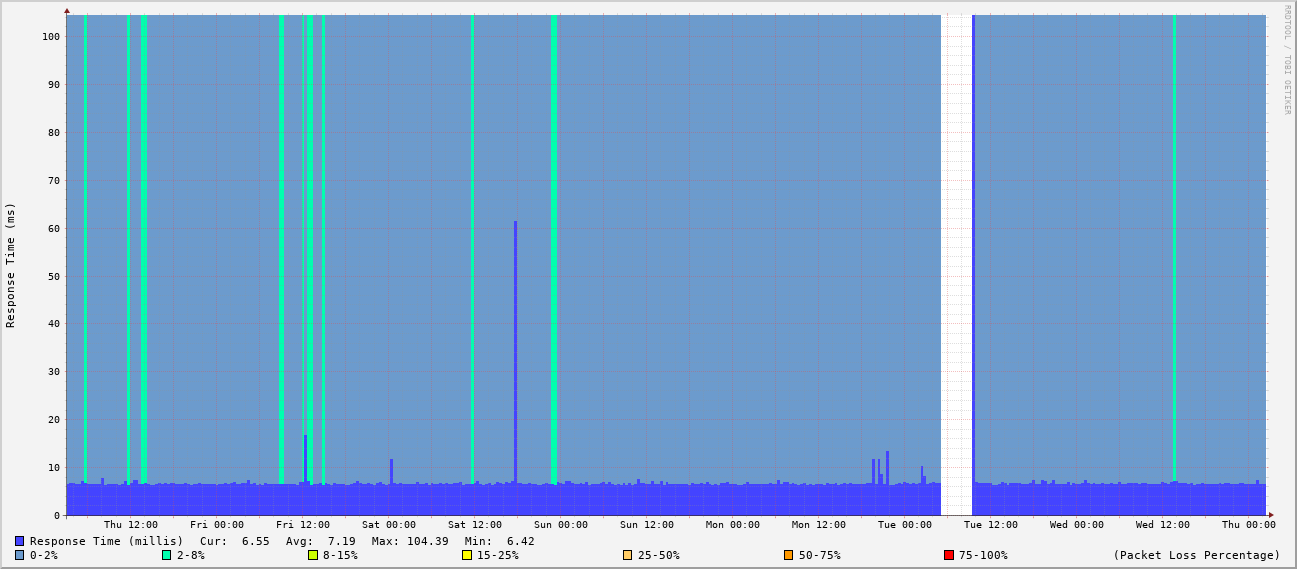 RRDTOOL / TOBI OETIKER
Response Time (ms)
100
90
80
70
60
50
40
30
20
10
0
Thu 12:00 Fri 00:00 Fri 12:00 Sat 00:00 Sat 12:00 Sun 00:00 Sun 12:00 Mon 00:00 Mon 12:00 Tue 00:00 Tue 12:00 Wed 00:00 Wed 12:00 Thu 00:00
Response Time (millis) Cur: 6.55 Avg: 7.19 Max: 104.39 Min: 6.42
0-2% 2-8% 8-15% 15-25% 25-50% 50-75% 75-100% (Packet Loss Percentage)